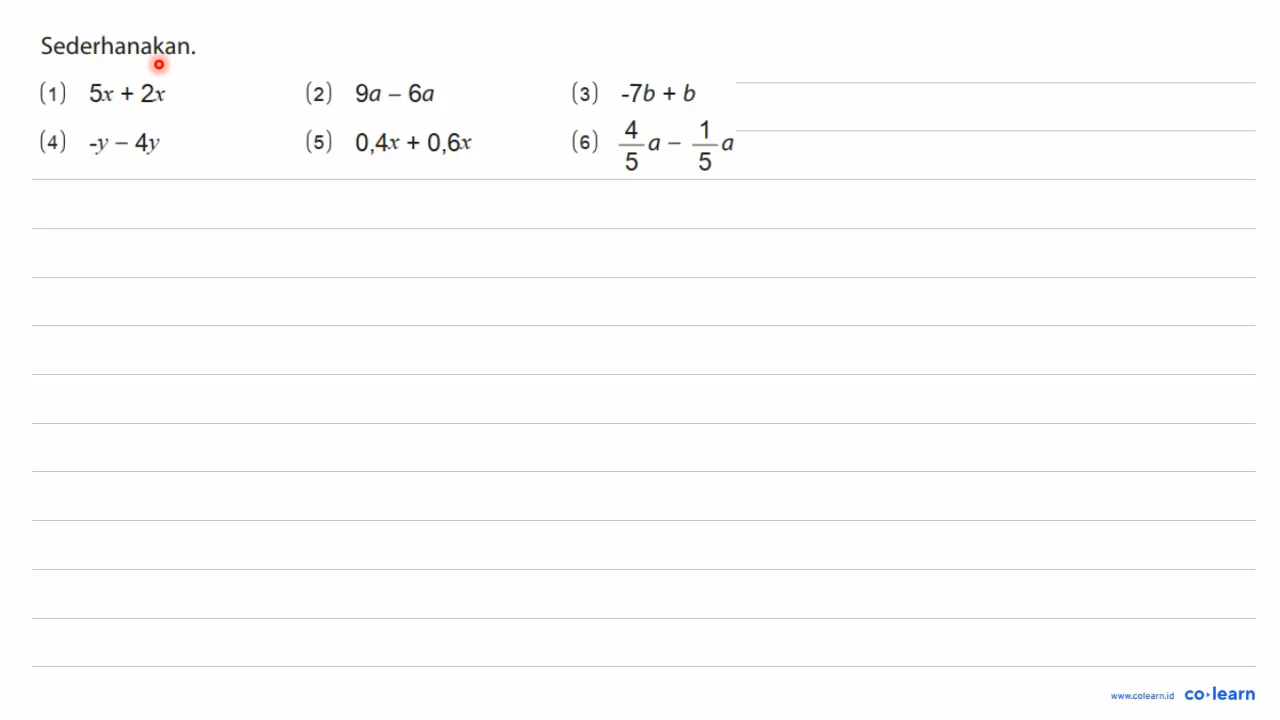 Sederhanakan.
(1) 5x + 2x (2) 9a – 6a (3) -7b + b
(4) -y – 4y (5) 0,4x + 0,6x (6) 4/5 a – 1/5 a
www.colearn.id co·learn